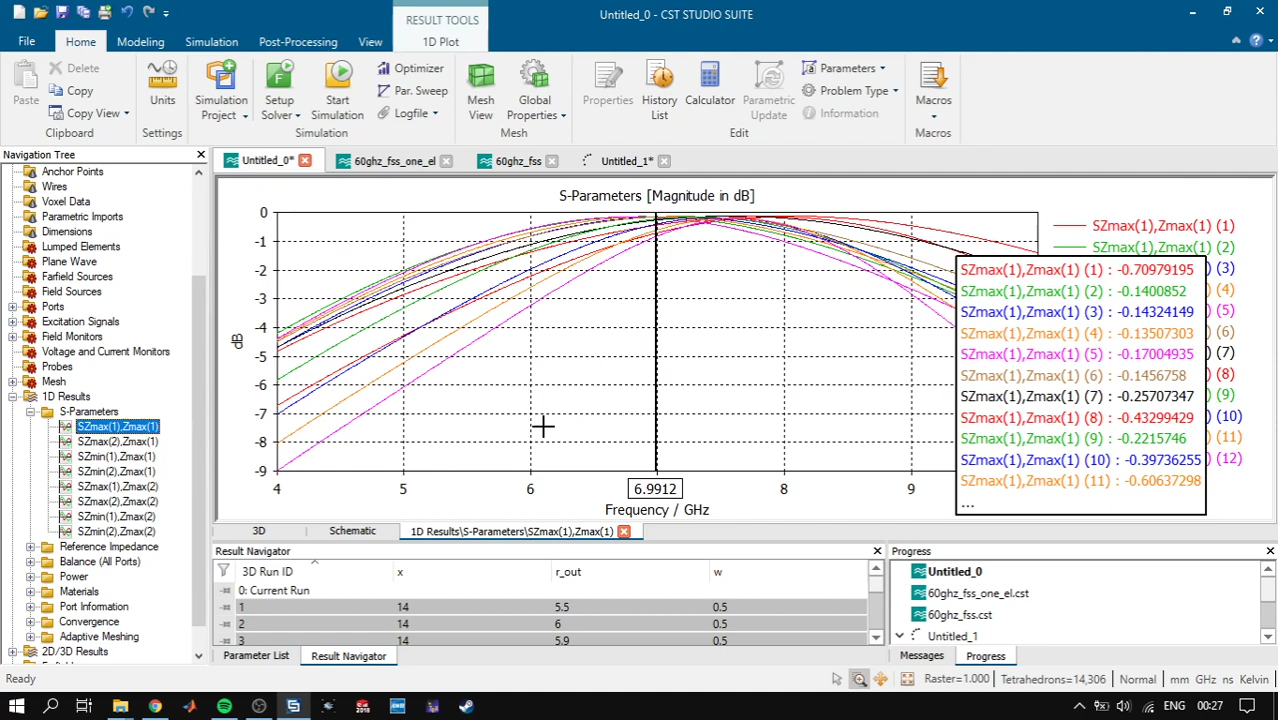 Untitled_0 - CST STUDIO SUITE
RESULT TOOLS
File
Home
Modeling
Simulation
Post-Processing
View
1D Plot
Paste
Delete
Copy
Copy View
Clipboard
Units
Settings
Simulation
Project
Setup
Solver
Start
Simulation
Optimizer
Par. Sweep
Logfile
Simulation
Mesh
View
Global
Properties
Mesh
Properties
History
List
Calculator
Parametric
Update
Parameters
Problem Type
Information
Edit
Macros
Macros
Navigation Tree
Anchor Points
Wires
Voxel Data
Parametric Imports
Dimensions
Lumped Elements
Plane Wave
Farfield Sources
Field Sources
Ports
Excitation Signals
Field Monitors
Voltage and Current Monitors
Probes
Mesh
1D Results
S-Parameters
SZmax(1),Zmax(1)
SZmax(2),Zmax(1)
SZmin(1),Zmax(1)
SZmin(2),Zmax(1)
SZmax(1),Zmax(2)
SZmax(2),Zmax(2)
SZmin(1),Zmax(2)
SZmin(2),Zmax(2)
Reference Impedance
Balance (All Ports)
Power
Materials
Port Information
Convergence
Adaptive Meshing
2D/3D Results
Untitled_0*
60ghz_fss_one_el
60ghz_fss
Untitled_1*
S-Parameters [Magnitude in dB]
0
-1
-2
-3
-4
-5
-6
-7
-8
-9
dB
4
5
6
6.9912
8
9
Frequency / GHz
SZmax(1),Zmax(1) (1)
SZmax(1),Zmax(1) (2)
(3)
(4)
(5)
(6)
(7)
(8)
(9)
(10)
(11)
(12)
SZmax(1),Zmax(1) (1) : -0.70979195
SZmax(1),Zmax(1) (2) : -0.1400852
SZmax(1),Zmax(1) (3) : -0.14324149
SZmax(1),Zmax(1) (4) : -0.13507303
SZmax(1),Zmax(1) (5) : -0.17004935
SZmax(1),Zmax(1) (6) : -0.1456758
SZmax(1),Zmax(1) (7) : -0.25707347
SZmax(1),Zmax(1) (8) : -0.43299429
SZmax(1),Zmax(1) (9) : -0.2215746
SZmax(1),Zmax(1) (10) : -0.39736255
SZmax(1),Zmax(1) (11) : -0.60637298
...
3D
Schematic
1D Results\S-Parameters\SZmax(1),Zmax(1)
Result Navigator
3D Run ID x r_out w
0: Current Run
1 14 5.5 0.5
2 14 6 0.5
3 14 5.9 0.5
Parameter List
Result Navigator
Progress
Untitled_0
60ghz_fss_one_el.cst
60ghz_fss.cst
Untitled_1
Messages
Progress
Ready
Raster=1.000
Tetrahedrons=14,306
Normal
mm GHz ns Kelvin
ENG
00:27